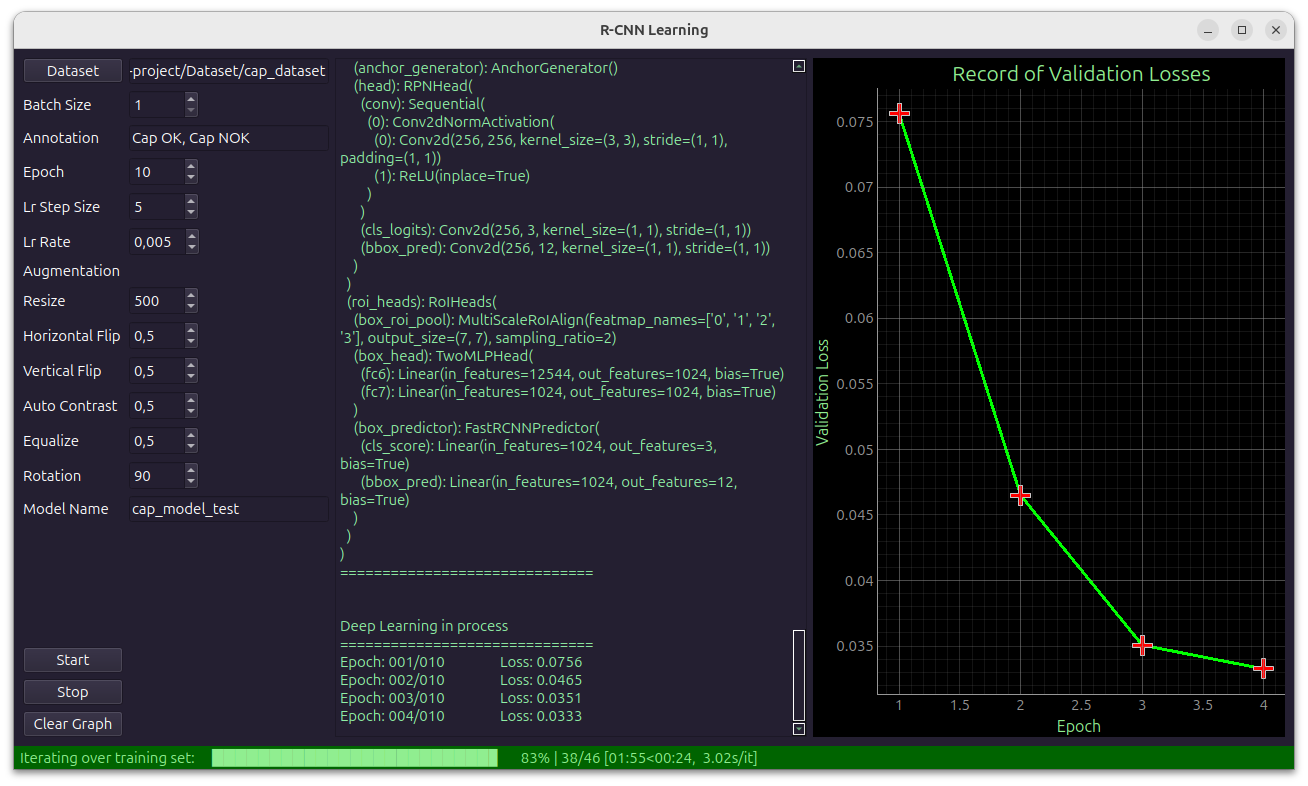 R-CNN Learning
Dataset
-project/Dataset/cap_dataset
Batch Size
1
Annotation
Cap OK, Cap NOK
Epoch
10
Lr Step Size
5
Lr Rate
0,005
Augmentation
Resize
500
Horizontal Flip
0,5
Vertical Flip
0,5
Auto Contrast
0,5
Equalize
0,5
Rotation
90
Model Name
cap_model_test
Start
Stop
Clear Graph
(anchor_generator): AnchorGenerator()
(head): RPNHead(
(conv): Sequential(
(0): Conv2dNormActivation(
(0): Conv2d(256, 256, kernel_size=(3, 3), stride=(1, 1),
padding=(1, 1))
(1): ReLU(inplace=True)
)
)
(cls_logits): Conv2d(256, 3, kernel_size=(1, 1), stride=(1, 1))
(bbox_pred): Conv2d(256, 12, kernel_size=(1, 1), stride=(1, 1))
)
)
(roi_heads): RoIHeads(
(box_roi_pool): MultiScaleRoIAlign(featmap_names=['0', '1', '2',
'3'], output_size=(7, 7), sampling_ratio=2)
(box_head): TwoMLPHead(
(fc6): Linear(in_features=12544, out_features=1024, bias=True)
(fc7): Linear(in_features=1024, out_features=1024, bias=True)
)
(box_predictor): FastRCNNPredictor(
(cls_score): Linear(in_features=1024, out_features=3,
bias=True)
(bbox_pred): Linear(in_features=1024, out_features=12,
bias=True)
)
)
)
==============================
Deep Learning in process
==============================
Epoch: 001/010 Loss: 0.0756
Epoch: 002/010 Loss: 0.0465
Epoch: 003/010 Loss: 0.0351
Epoch: 004/010 Loss: 0.0333
Record of Validation Losses
Validation Loss
0.075
0.07
0.065
0.06
0.055
0.05
0.045
0.04
0.035
1 1.5 2 2.5 3 3.5 4
Epoch
Iterating over training set: 83% | 38/46 [01:55<00:24, 3.02s/it]